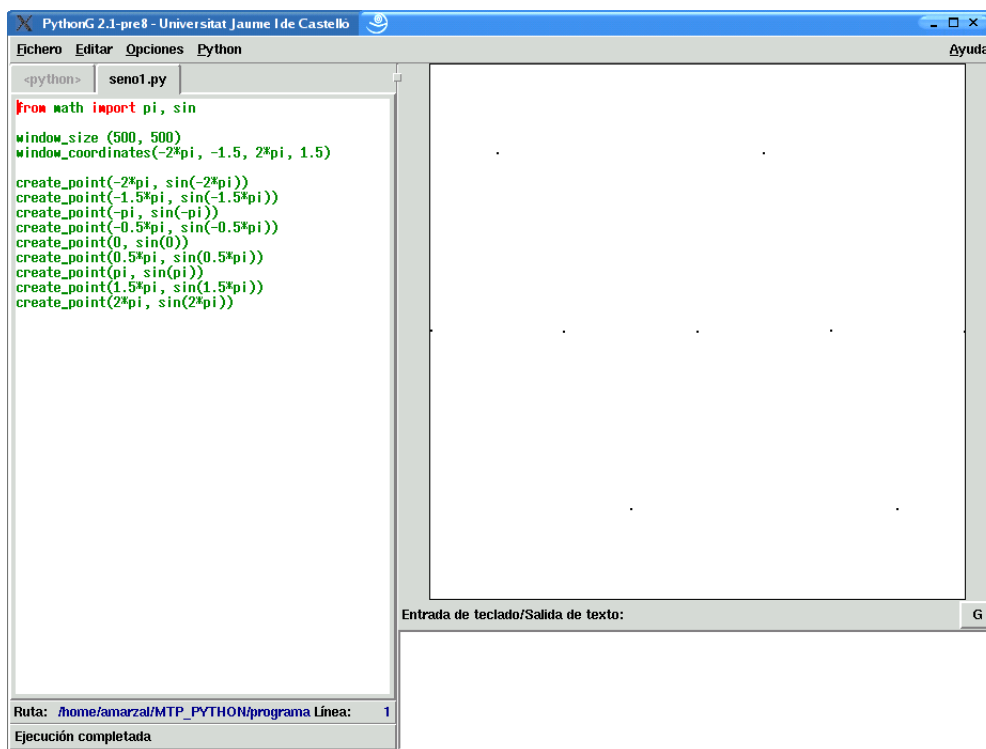 PythonG 2.1-pre8 - Universitat Jaume I de Castelló
Fichero Editar Opciones Python Ayuda
<python> seno1.py
from math import pi, sin
window_size (500, 500)
window_coordinates(-2*pi, -1.5, 2*pi, 1.5)
create_point(-2*pi, sin(-2*pi))
create_point(-1.5*pi, sin(-1.5*pi))
create_point(-pi, sin(-pi))
create_point(-0.5*pi, sin(-0.5*pi))
create_point(0, sin(0))
create_point(0.5*pi, sin(0.5*pi))
create_point(pi, sin(pi))
create_point(1.5*pi, sin(1.5*pi))
create_point(2*pi, sin(2*pi))
Entrada de teclado/Salida de texto: G
Ruta: /home/amarzal/MTP_PYTHON/programa Línea: 1
Ejecución completada